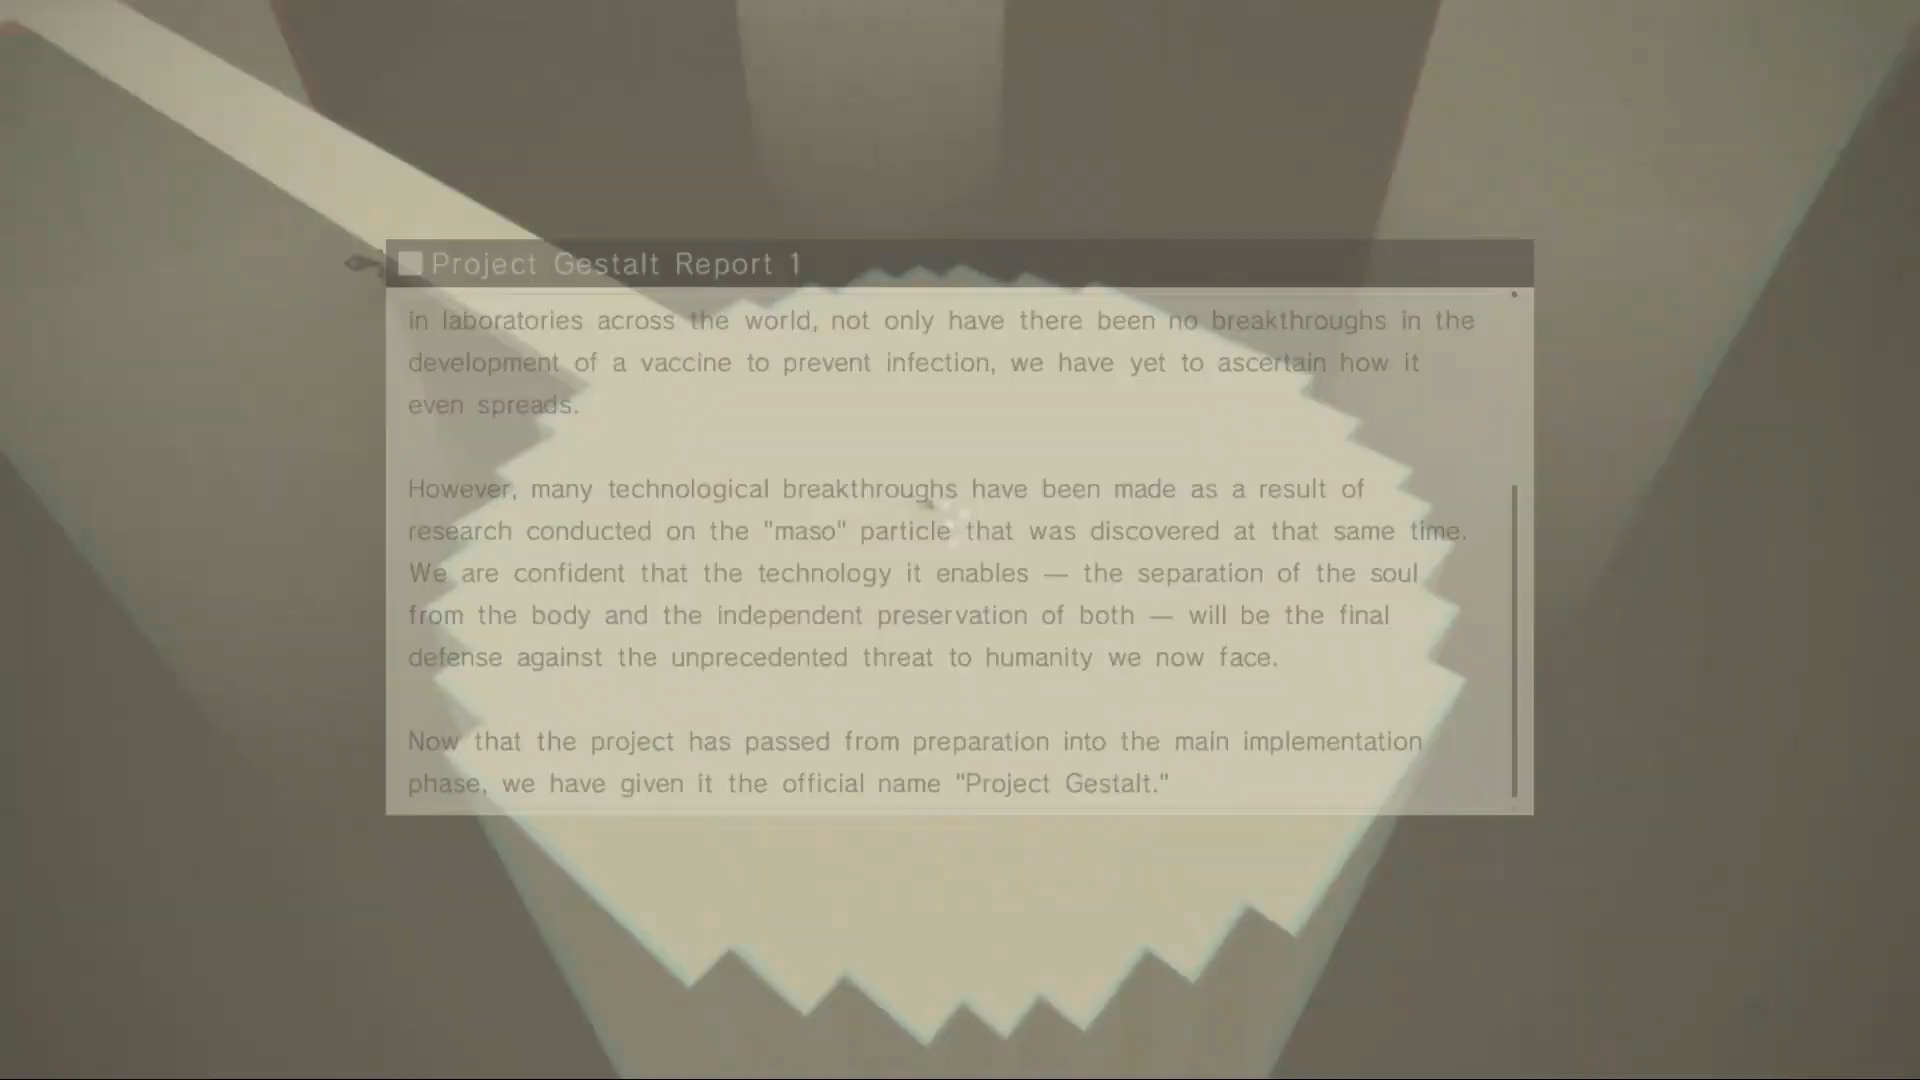 Project Gestalt Report 1
in laboratories across the world, not only have there been no breakthroughs in the
development of a vaccine to prevent infection, we have yet to ascertain how it
even spreads.
However, many technological breakthroughs have been made as a result of
research conducted on the "maso" particle that was discovered at that same time.
We are confident that the technology it enables — the separation of the soul
from the body and the independent preservation of both — will be the final
defense against the unprecedented threat to humanity we now face.
Now that the project has passed from preparation into the main implementation
phase, we have given it the official name "Project Gestalt."